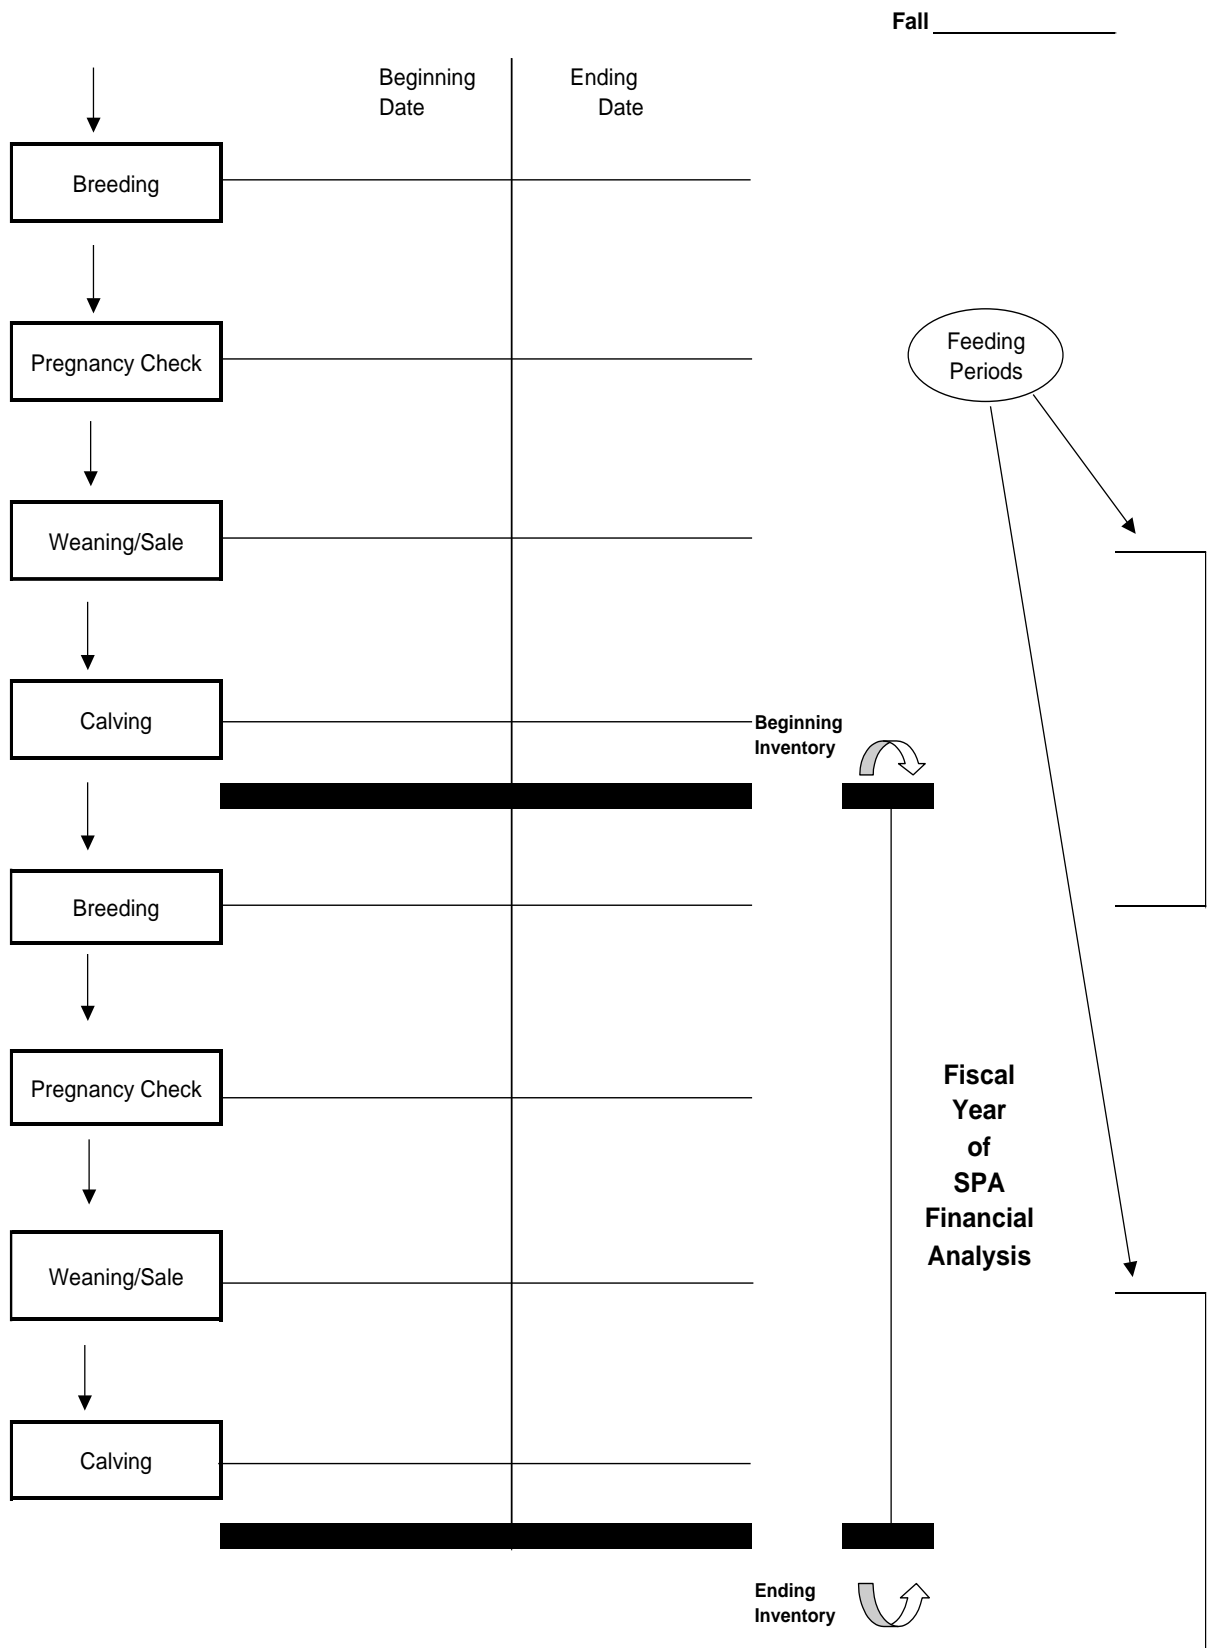 Fall
Beginning
Date
Ending
Date
Breeding
Pregnancy Check
Feeding
Periods
Weaning/Sale
Calving
Beginning
Inventory
Breeding
Pregnancy Check
Fiscal
Year
of
SPA
Financial
Analysis
Weaning/Sale
Calving
Ending
Inventory